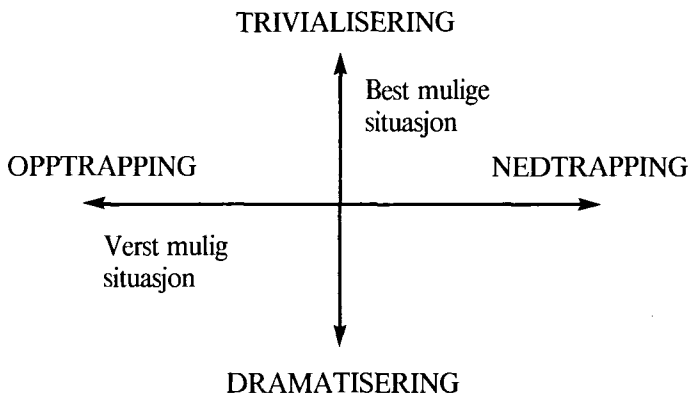 TRIVIALISERING
Best mulige
situasjon
OPPTRAPPING
NEDTRAPPING
Verst mulig
situasjon
DRAMATISERING